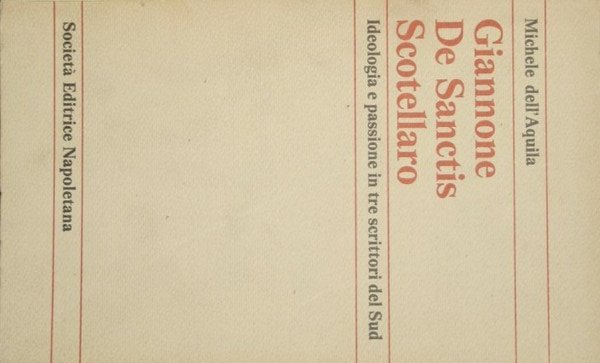 Michele dell'Aquila
Giannone
De Sanctis
Scotellaro
Ideologia e passione in tre scrittori del Sud
Società Editrice Napoletana